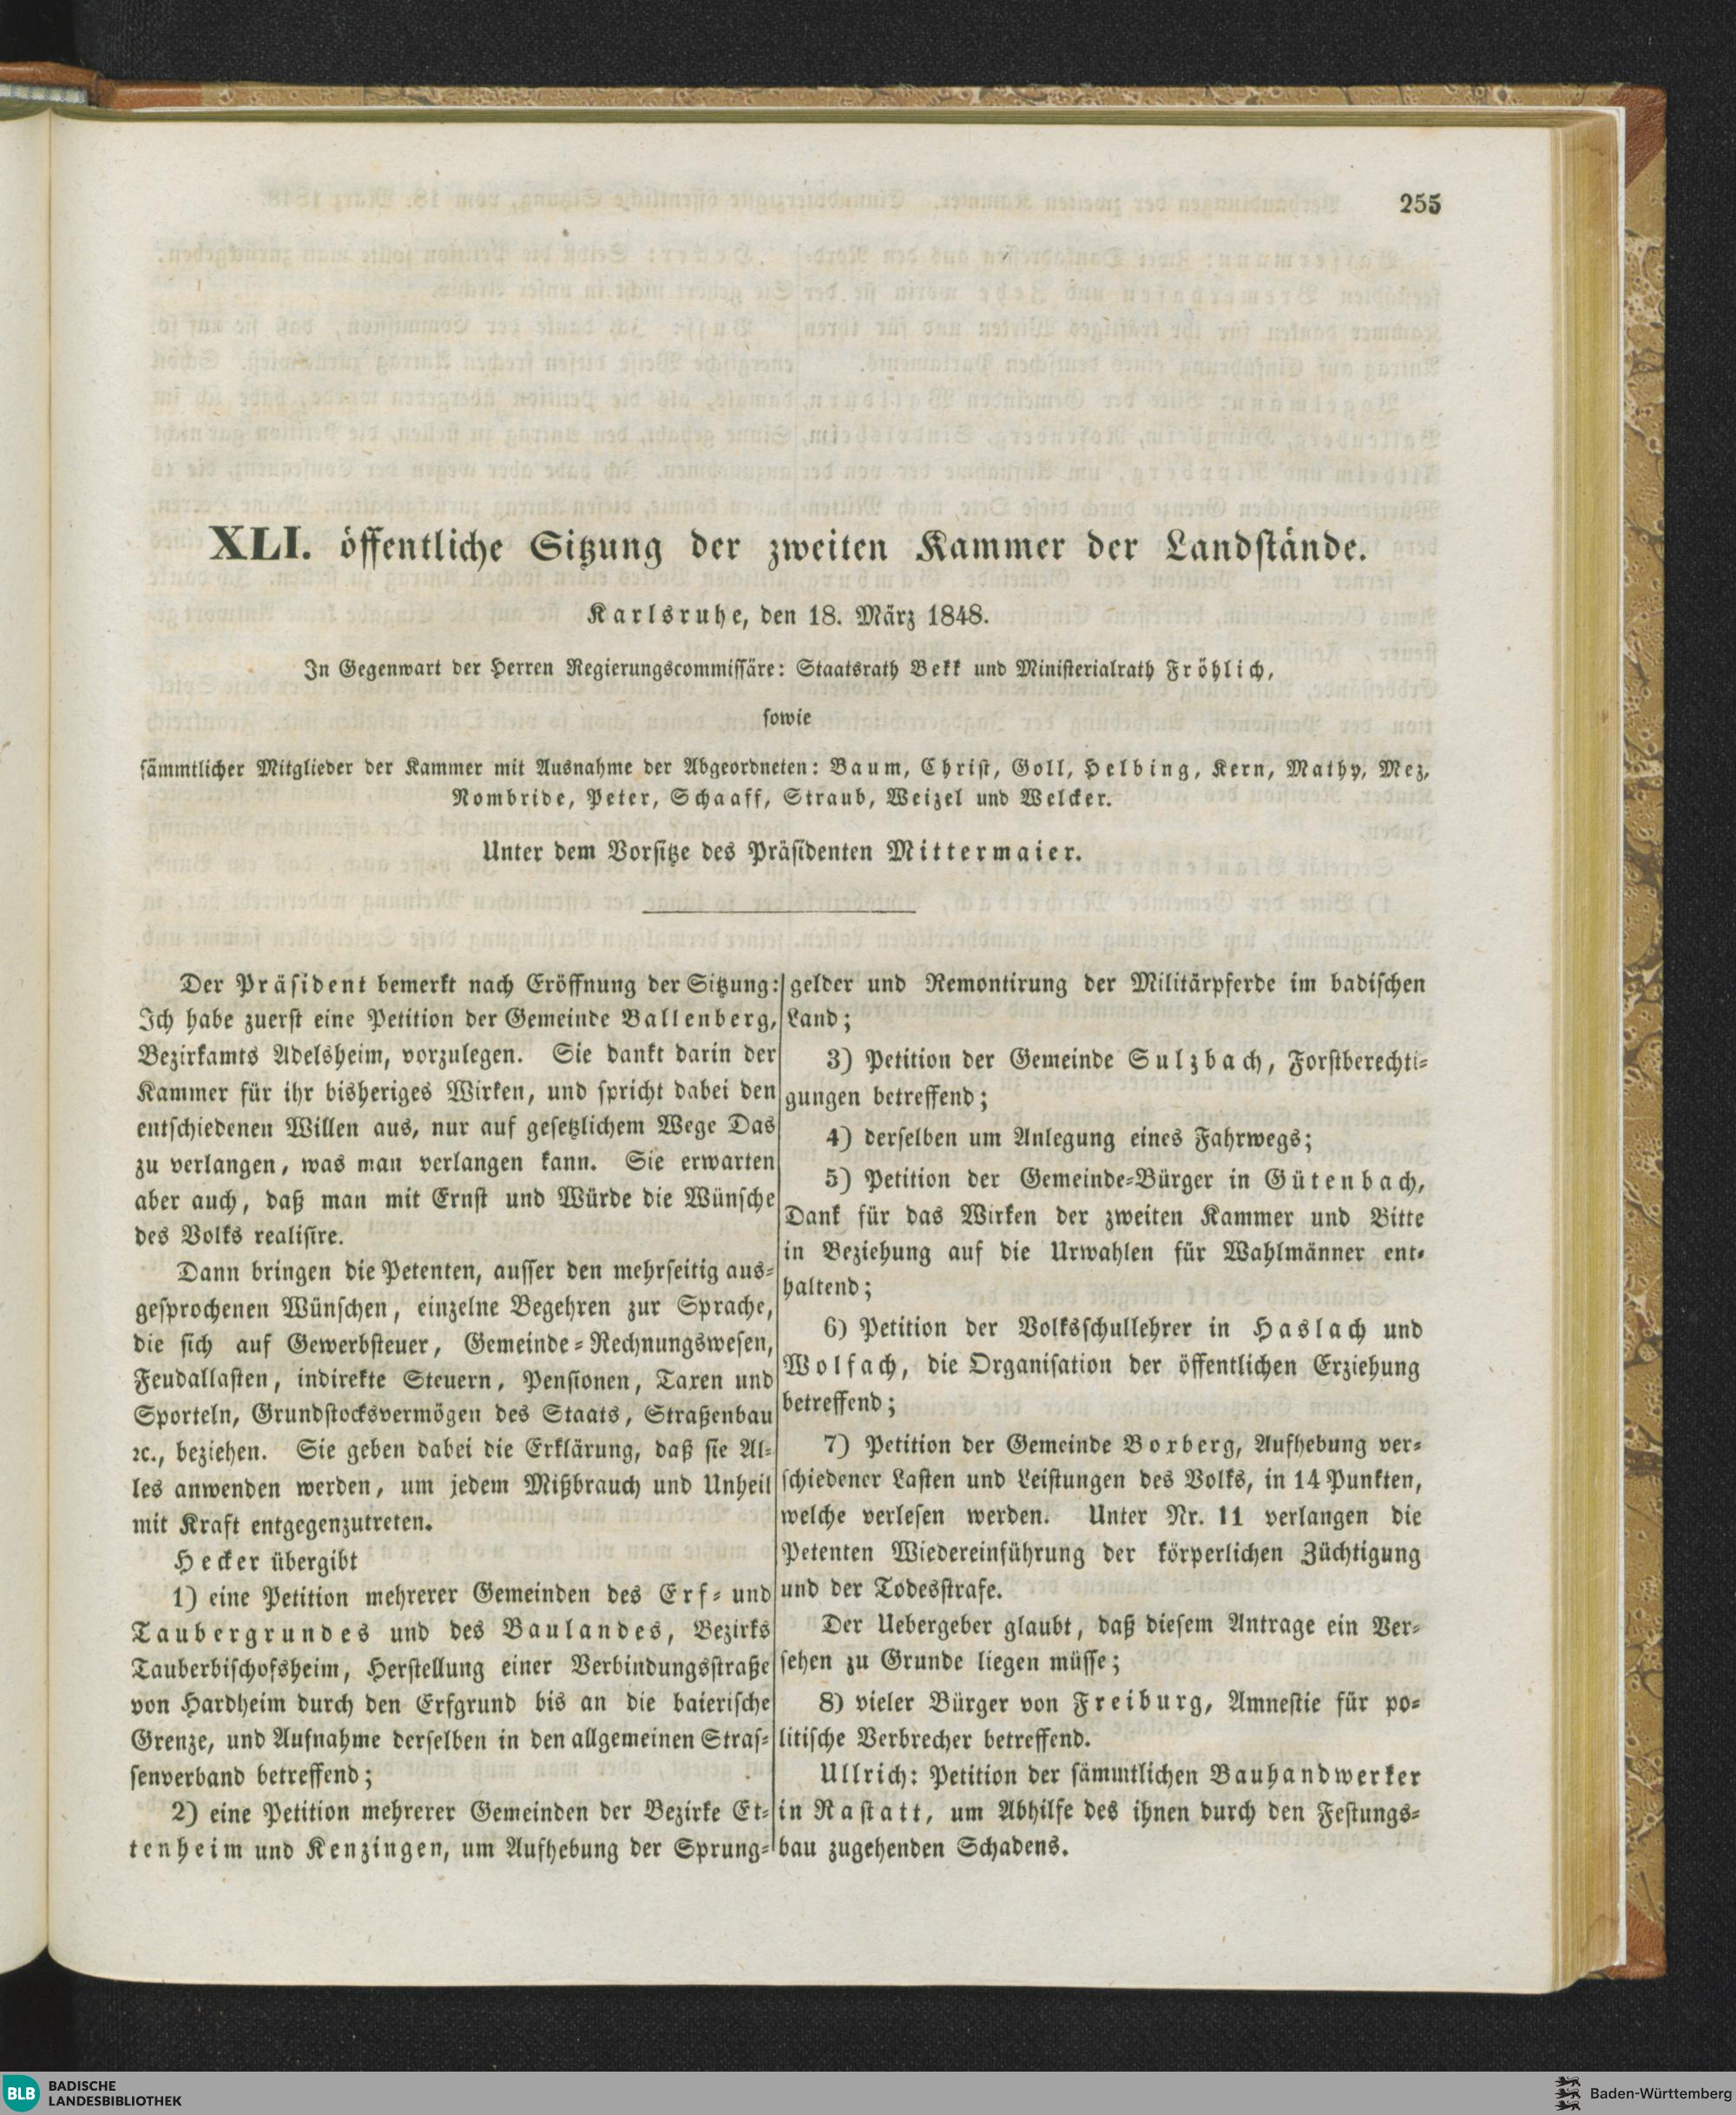 255
XLI. öffentliche Sitzung der zweiten Kammer der Landstände.
Karlsruhe, den 18. März 1848.
In Gegenwart der Herren Regierungscommissäre: Staatsrath Bekk und Ministerialrath Fröhlich,
sowie
sämmtlicher Mitglieder der Kammer mit Ausnahme der Abgeordneten: Baum, Christ, Goll, Helbing, Kern, Mathy, Mez,
Nombride, Peter, Schaaff, Straub, Weizel und Welcker.
Unter dem Vorsitze des Präsidenten Mittermaier.
Der Präsident bemerkt nach Eröffnung der Sitzung:
Ich habe zuerst eine Petition der Gemeinde Ballenberg,
Bezirkamts Adelsheim, vorzulegen. Sie dankt darin der
Kammer für ihr bisheriges Wirken, und spricht dabei den
entschiedenen Willen aus, nur auf gesetzlichem Wege Das
zu verlangen, was man verlangen kann. Sie erwarten
aber auch, daß man mit Ernst und Würde die Wünsche
des Volks realisire.
Dann bringen die Petenten, ausser den mehrseitig aus-
gesprochenen Wünschen, einzelne Begehren zur Sprache,
die sich auf Gewerbsteuer, Gemeinde-Rechnungswesen,
Feudallasten, indirekte Steuern, Pensionen, Taxen und
Sporteln, Grundstocksvermögen des Staats, Straßenbau
ꝛc., beziehen. Sie geben dabei die Erklärung, daß sie Al-
les anwenden werden, um jedem Mißbrauch und Unheil
mit Kraft entgegenzutreten.
Hecker übergibt
1) eine Petition mehrerer Gemeinden des Erf- und
Taubergrundes und des Baulandes, Bezirks
Tauberbischofsheim, Herstellung einer Verbindungsstraße
von Hardheim durch den Erfgrund bis an die baierische
Grenze, und Aufnahme derselben in den allgemeinen Stras-
senverband betreffend;
2) eine Petition mehrerer Gemeinden der Bezirke Et-
tenheim und Kenzingen, um Aufhebung der Sprung-
gelder und Remontirung der Militärpferde im badischen
Land;
3) Petition der Gemeinde Sulzbach, Forstberechti-
gungen betreffend;
4) derselben um Anlegung eines Fahrwegs;
5) Petition der Gemeinde-Bürger in Gütenbach,
Dank für das Wirken der zweiten Kammer und Bitte
in Beziehung auf die Urwahlen für Wahlmänner ent-
haltend;
6) Petition der Volksschullehrer in Haslach und
Wolfach, die Organisation der öffentlichen Erziehung
betreffend;
7) Petition der Gemeinde Boxberg, Aufhebung ver-
schiedener Lasten und Leistungen des Volks, in 14 Punkten,
welche verlesen werden. Unter Nr. 11 verlangen die
Petenten Wiedereinführung der körperlichen Züchtigung
und der Todesstrafe.
Der Uebergeber glaubt, daß diesem Antrage ein Ver-
sehen zu Grunde liegen müsse;
8) vieler Bürger von Freiburg, Amnestie für po-
litische Verbrecher betreffend.
Ullrich: Petition der sämmtlichen Bauhandwerker
in Rastatt, um Abhilfe des ihnen durch den Festungs-
bau zugehenden Schadens.
BLB BADISCHE
LANDESBIBLIOTHEK
Baden-Württemberg